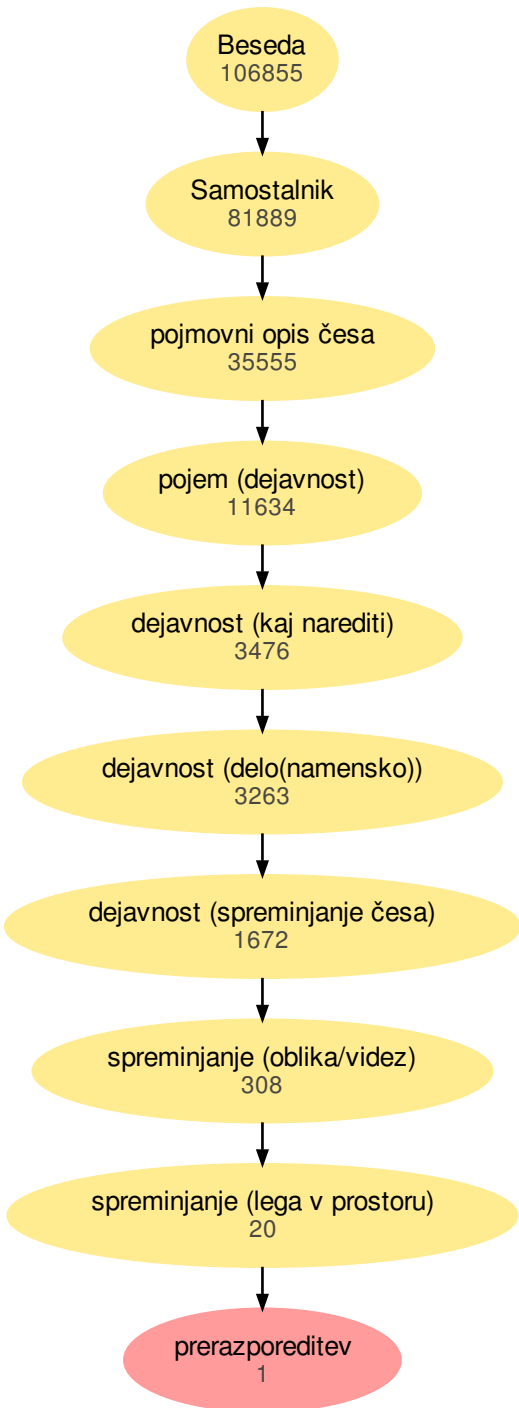 Beseda
106855
Samostalnik
81889
pojmovni opis česa
35555
pojem (dejavnost)
11634
dejavnost (kaj narediti)
3476
dejavnost (delo(namensko))
3263
dejavnost (spreminjanje česa)
1672
spreminjanje (oblika/videz)
308
spreminjanje (lega v prostoru)
20
prerazporeditev
1